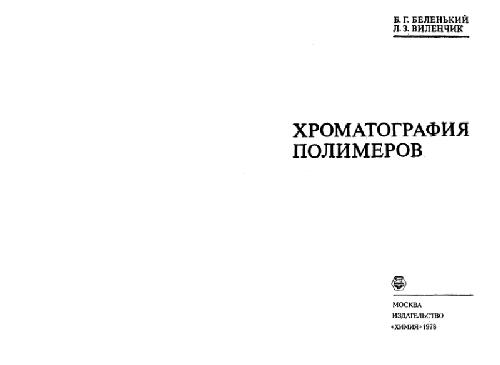 Б. Г. БЕЛЕНЬКИЙ
Л. З. ВИЛЕНЧИК
ХРОМАТОГРАФИЯ
ПОЛИМЕРОВ
МОСКВА
ИЗДАТЕЛЬСТВО
«ХИМИЯ» 1978